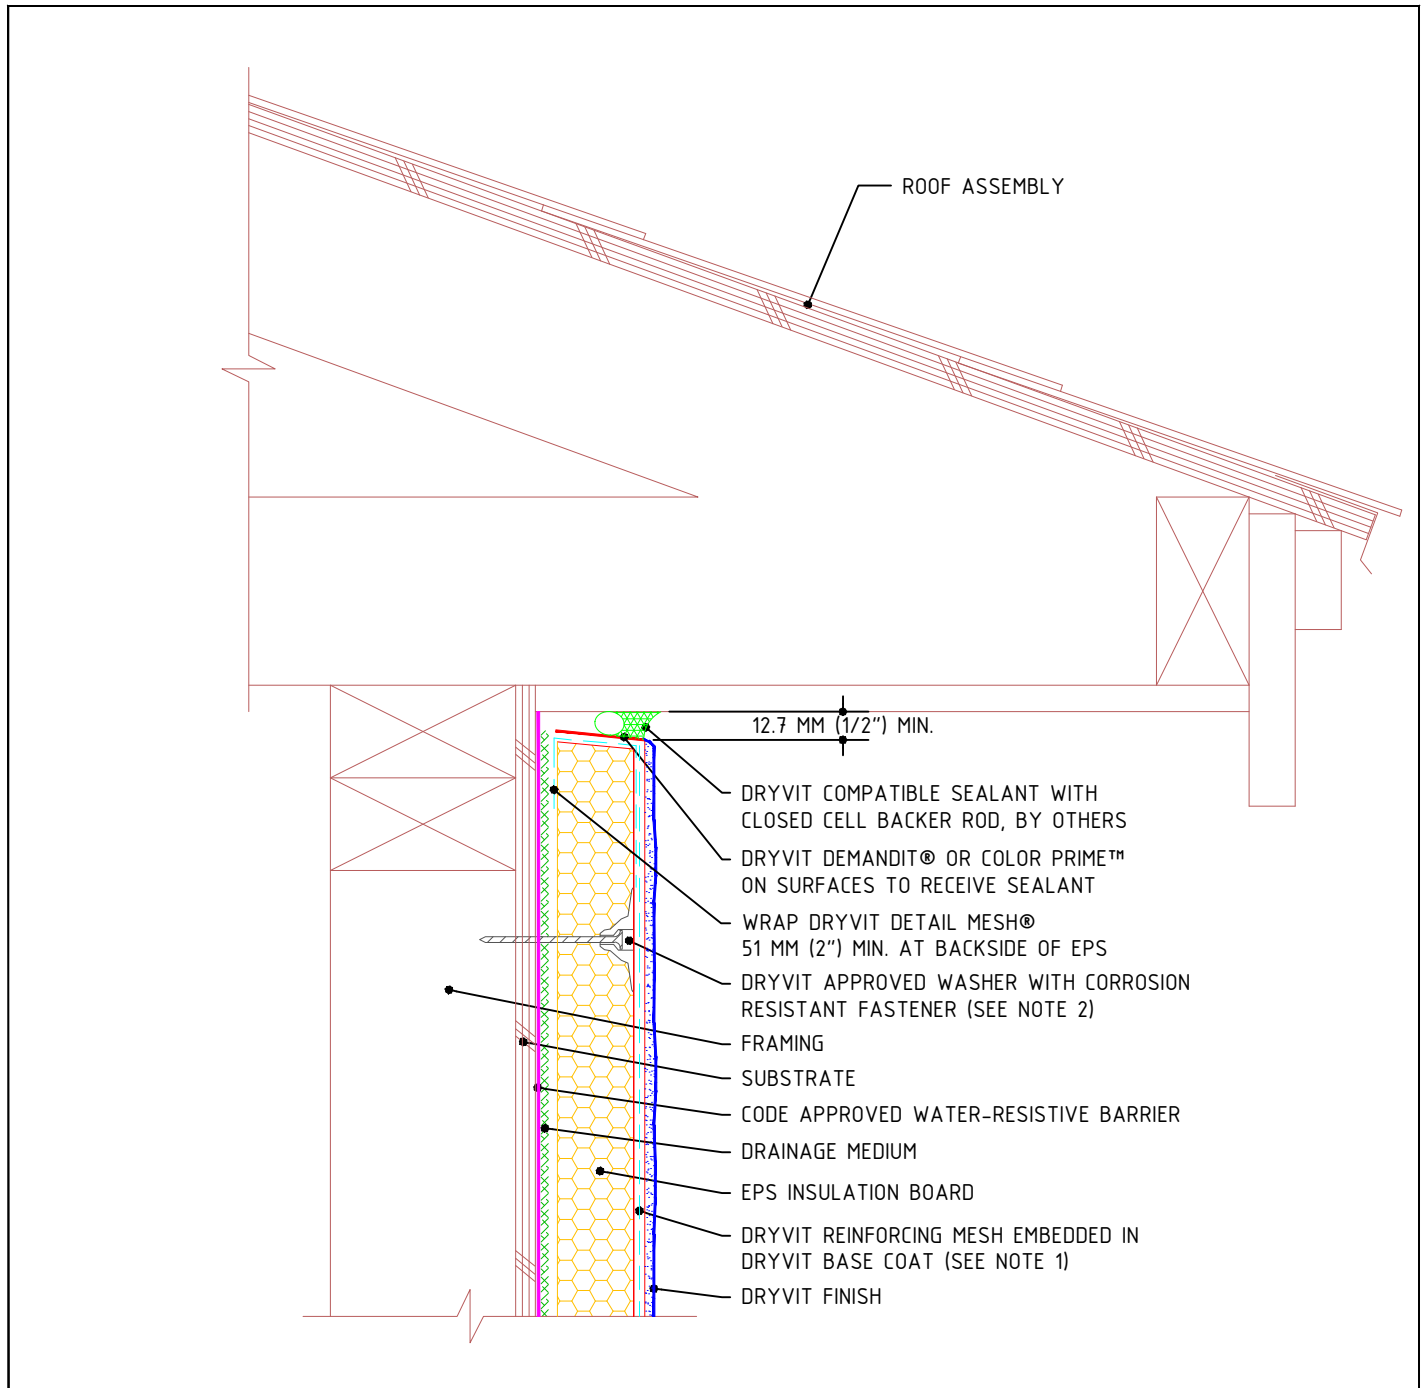 ROOF ASSEMBLY
12.7 MM (1/2") MIN.
DRYVIT COMPATIBLE SEALANT WITH
CLOSED CELL BACKER ROD, BY OTHERS
DRYVIT DEMANDIT® OR COLOR PRIME™
ON SURFACES TO RECEIVE SEALANT
WRAP DRYVIT DETAIL MESH®
51 MM (2") MIN. AT BACKSIDE OF EPS
DRYVIT APPROVED WASHER WITH CORROSION
RESISTANT FASTENER (SEE NOTE 2)
FRAMING
SUBSTRATE
CODE APPROVED WATER-RESISTIVE BARRIER
DRAINAGE MEDIUM
EPS INSULATION BOARD
DRYVIT REINFORCING MESH EMBEDDED IN
DRYVIT BASE COAT (SEE NOTE 1)
DRYVIT FINISH